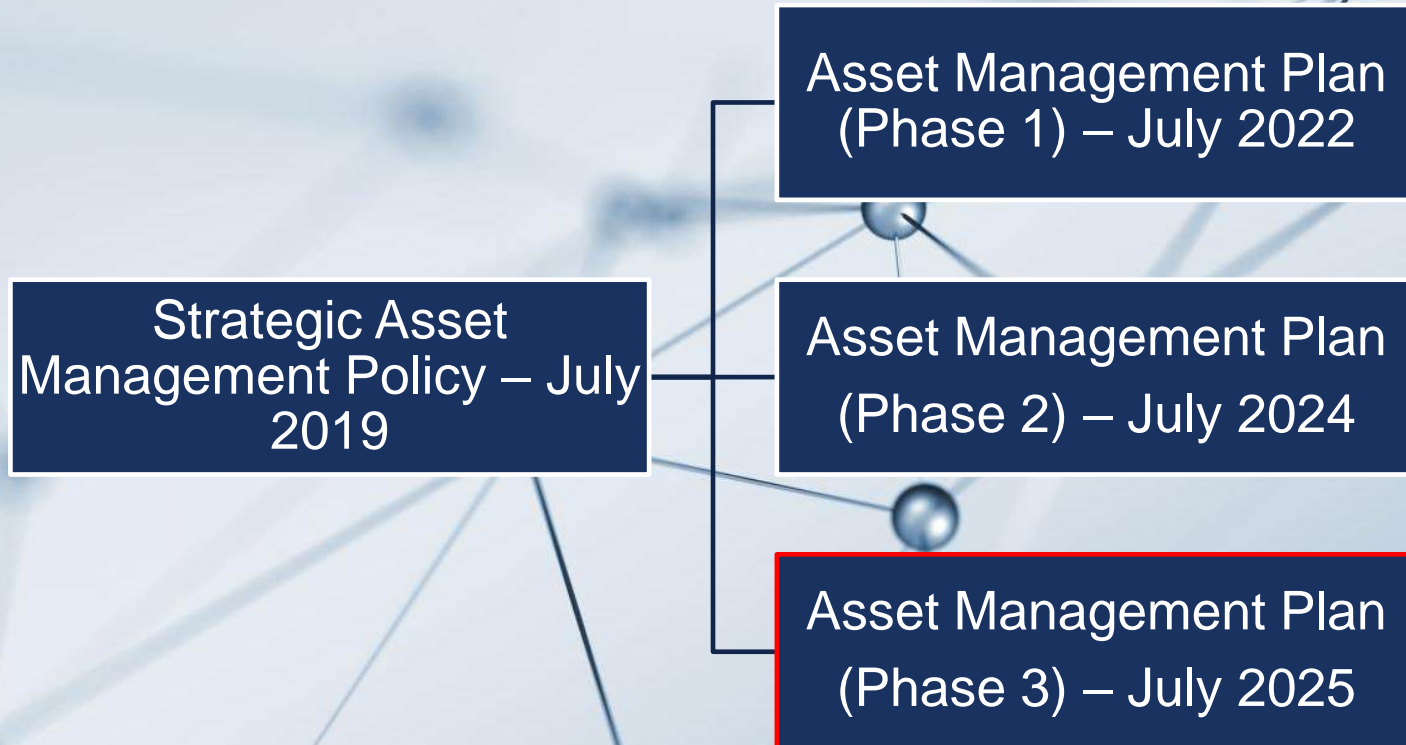 Asset Management Plan
(Phase 1) – July 2022
Strategic Asset
Management Policy – July
2019
Asset Management Plan
(Phase 2) – July 2024
Asset Management Plan
(Phase 3) – July 2025